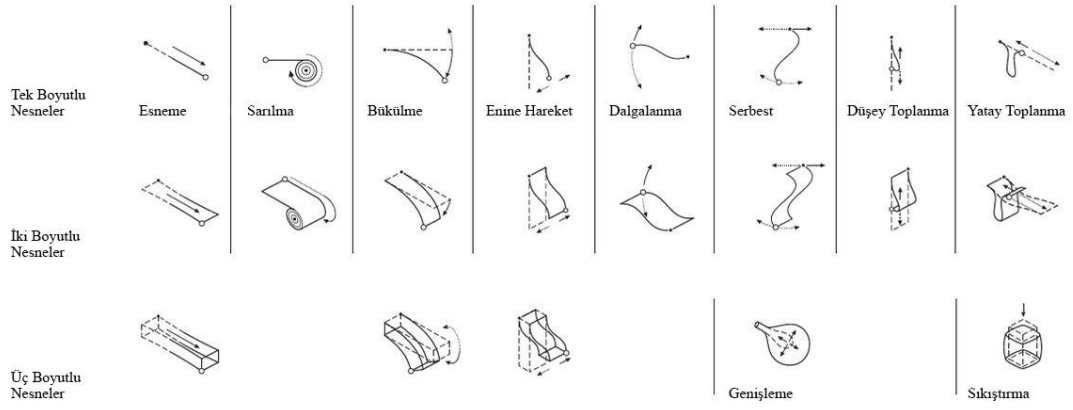 Tek Boyutlu
Nesneler
Esneme
Sarılma
Bükülme
Enine Hareket
Dalgalanma
Serbest
Düşey Toplanma
Yatay Toplanma
İki Boyutlu
Nesneler
Üç Boyutlu
Nesneler
Genişleme
Sıkıştırma